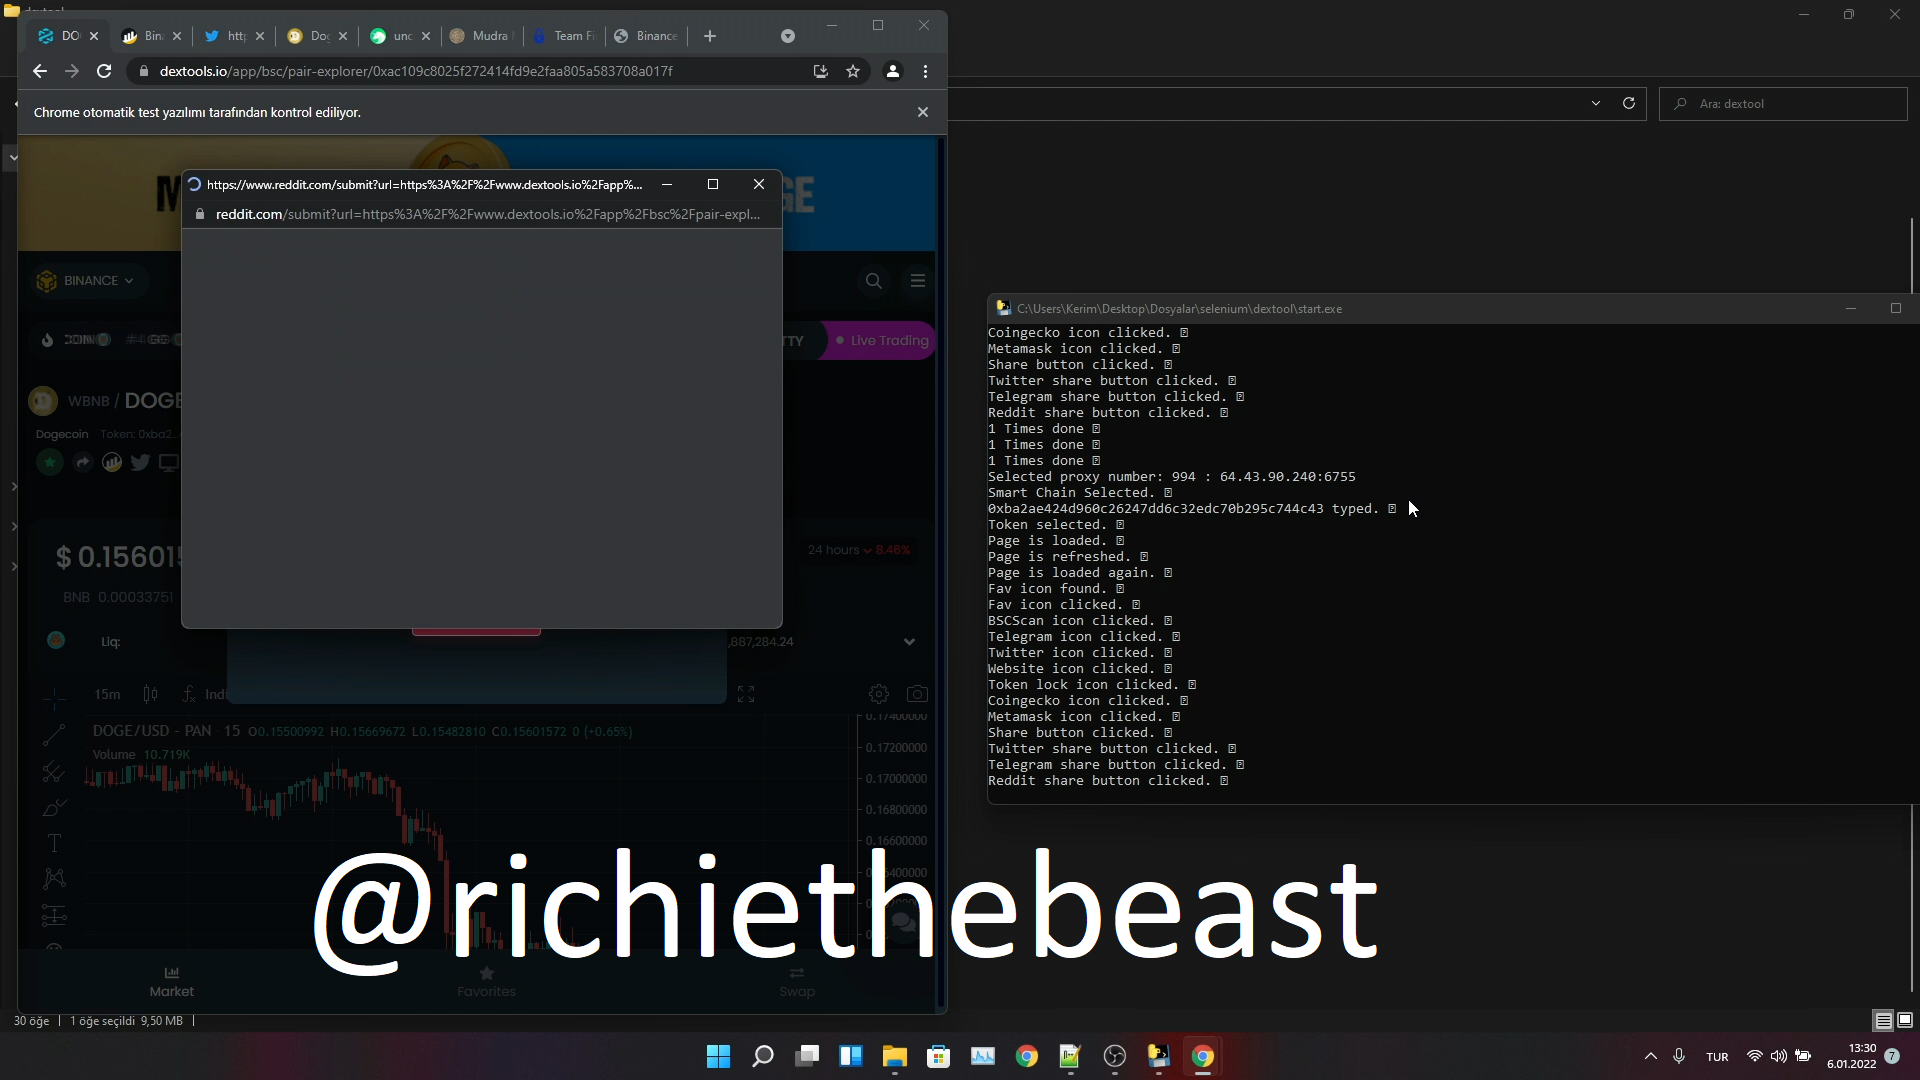 DO
Bin
http
Dog
unc
Mudra
Team Fi
Binance
dextools.io/app/bsc/pair-explorer/0xac109c8025f272414fd9e2faa805a583708a017f
Ara: dextool
Chrome otomatik test yazılımı tarafından kontrol ediliyor.
M
GE
https://www.reddit.com/submit?url=https%3A%2F%2Fwww.dextools.io%2Fapp%...
reddit.com/submit?url=https%3A%2F%2Fwww.dextools.io%2Fapp%2Fbsc%2Fpair-expl...
BINANCE
TTY
Live Trading
WBNB / DOGE
Dogecoin Token: 0xba2...
$ 0.156015
24 hours 8.46%
BNB 0.00033751
Liq:
,887,284.24
15m
Indi
DOGE/USD - PAN 15 O0.15500992 H0.15669672 L0.15482810 C0.15601572 0 (+0.65%)
Volume 10.719K
0.17400000
0.17200000
0.17000000
0.16800000
0.16600000
Market
Favorites
Swap
C:\Users\Kerim\Desktop\Dosyalar\selenium\dextool\start.exe
Coingecko icon clicked.
Metamask icon clicked.
Share button clicked.
Twitter share button clicked.
Telegram share button clicked.
Reddit share button clicked.
1 Times done
1 Times done
1 Times done
Selected proxy number: 994 : 64.43.90.240:6755
Smart Chain Selected.
0xba2ae424d960c26247dd6c32edc70b295c744c43 typed.
Token selected.
Page is loaded.
Page is refreshed.
Page is loaded again.
Fav icon found.
Fav icon clicked.
BSCScan icon clicked.
Telegram icon clicked.
Twitter icon clicked.
Website icon clicked.
Token lock icon clicked.
Coingecko icon clicked.
Metamask icon clicked.
Share button clicked.
Twitter share button clicked.
Telegram share button clicked.
Reddit share button clicked.
@richiethebeast
30 öğe
1 öğe seçildi 9,50 MB
TUR
13:30
6.01.2022
7